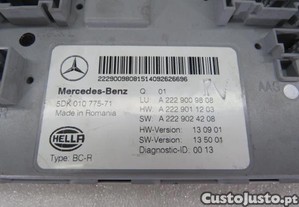 22290098081514092626696
Mercedes-Benz Q 01
5DK 010 775-71 LU: A 222 900 98 08
Made in Romania HW: A 222 901 12 03
SW: A 222 902 42 08
HELLA HW-Version: 13 09 01
SW-Version: 13 50 01
Type: BC-R Diagnostic-ID: 00 13
CustoJusto.pt